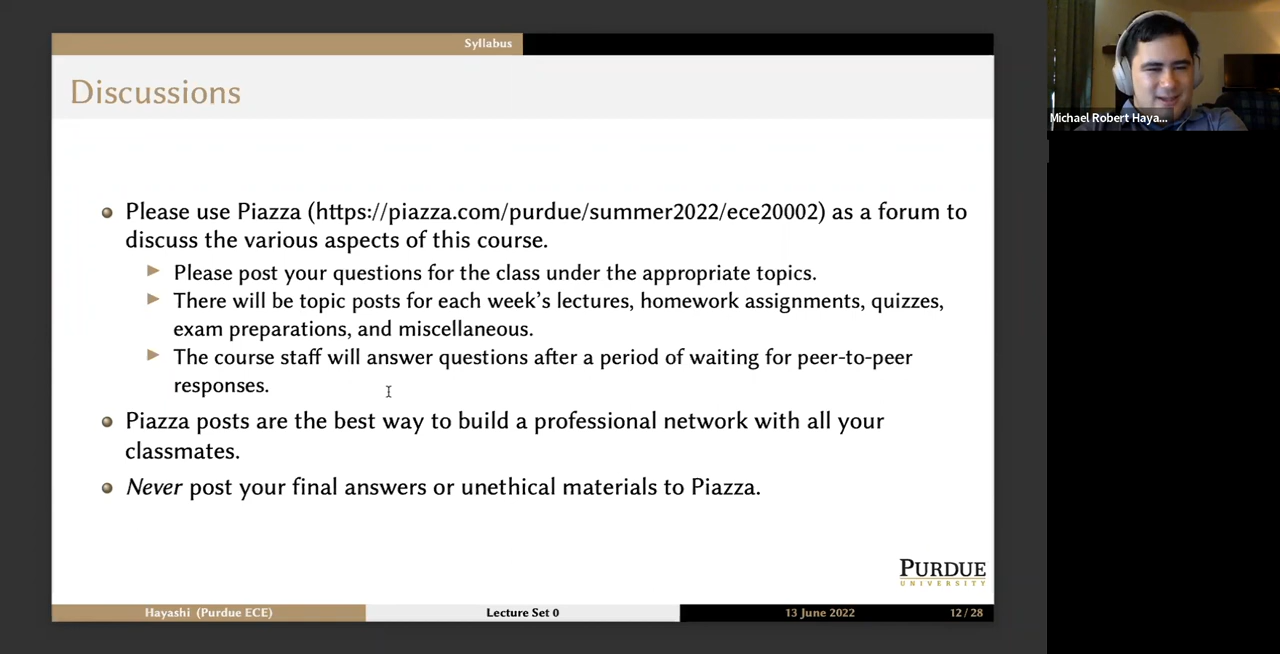 Syllabus
Discussions
Please use Piazza (https://piazza.com/purdue/summer2022/ece20002) as a forum to
discuss the various aspects of this course.
Please post your questions for the class under the appropriate topics.
There will be topic posts for each week's lectures, homework assignments, quizzes,
exam preparations, and miscellaneous.
The course staff will answer questions after a period of waiting for peer-to-peer
responses.
Piazza posts are the best way to build a professional network with all your
classmates.
Never post your final answers or unethical materials to Piazza.
PURDUE
UNIVERSITY
Hayashi (Purdue ECE)
Lecture Set 0
13 June 2022
12 / 28
Michael Robert Haya...